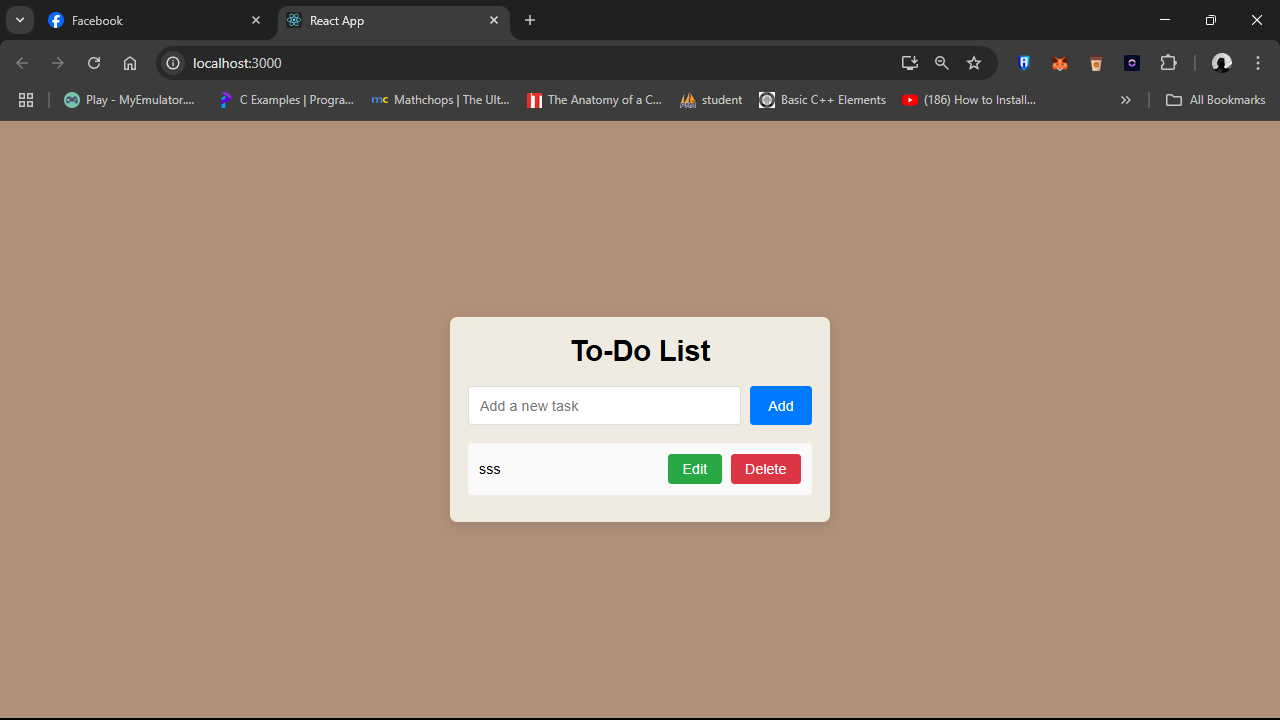 Facebook
React App
localhost:3000
Play - MyEmulator....
C Examples | Progra...
mc Mathchops | The Ult...
The Anatomy of a C...
student
Basic C++ Elements
(186) How to Install...
All Bookmarks
To-Do List
Add a new task
Add
sss
Edit
Delete